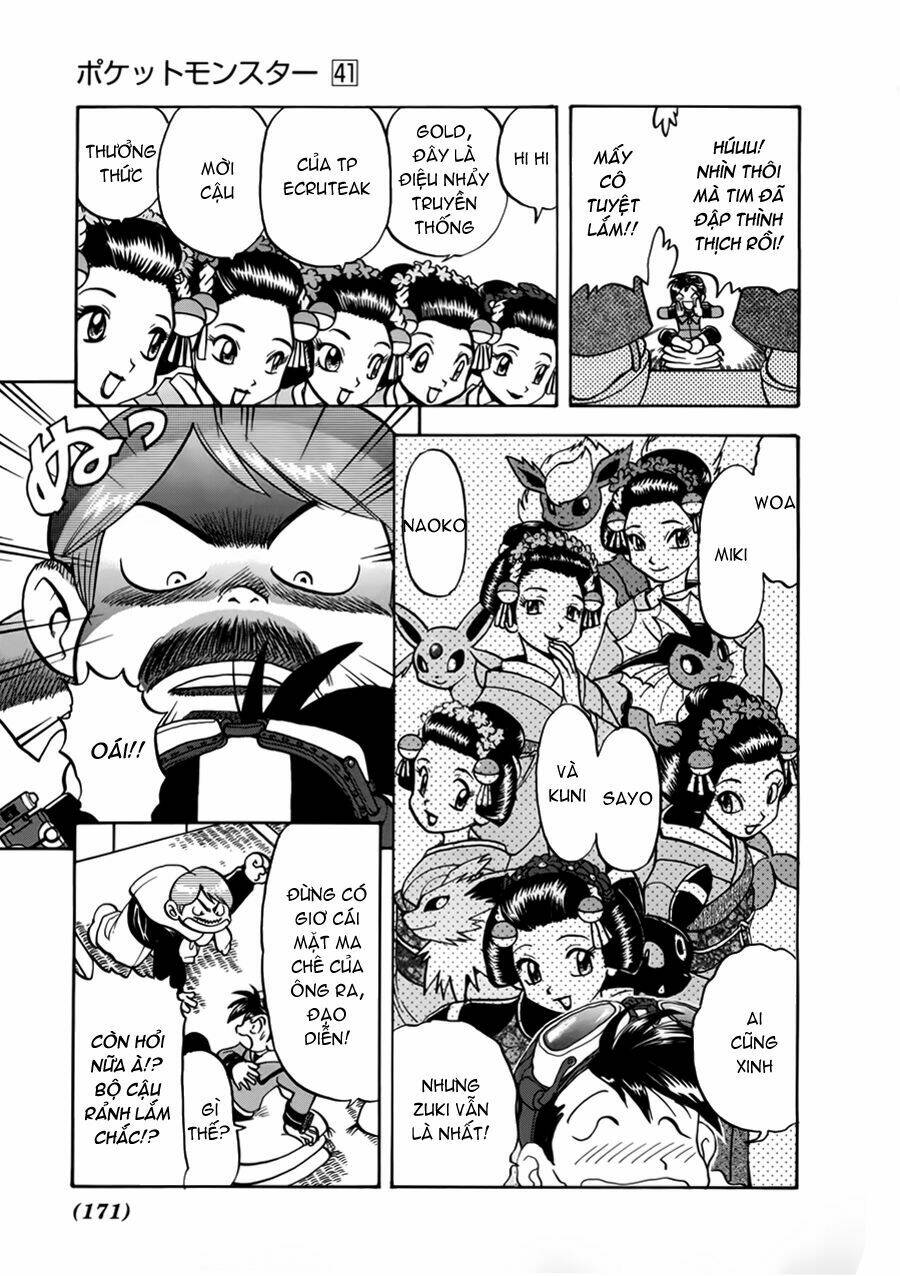 ポケットモンスター 41
HÚUU!
NHÌN THÔI
MÀ TIM ĐÃ
ĐẬP THÌNH
THỊCH RỒI!
MẤY
CÔ
TUYỆT
LẮM!!
HI HI
GOLD,
ĐÂY LÀ
ĐIỆU NHẢY
TRUYỀN
THỐNG
CỦA TP
ECRUTEAK
MỜI
CẬU
THƯỞNG
THỨC
WOA
MIKI
NAOKO
SAYO
VÀ
KUNI
AI
CŨNG
XINH
NHƯNG
ZUKI VẪN
LÀ NHẤT!
ぬっ
OÁI!!
ĐỪNG CÓ
GIƠ CÁI
MẶT MA
CHÊ CỦA
ÔNG RA,
ĐẠO
DIỄN!
GÌ
THẾ?
CÒN HỎI
NỮA À!?
BỘ CẬU
RẢNH LẮM
CHẮC!?
(171)